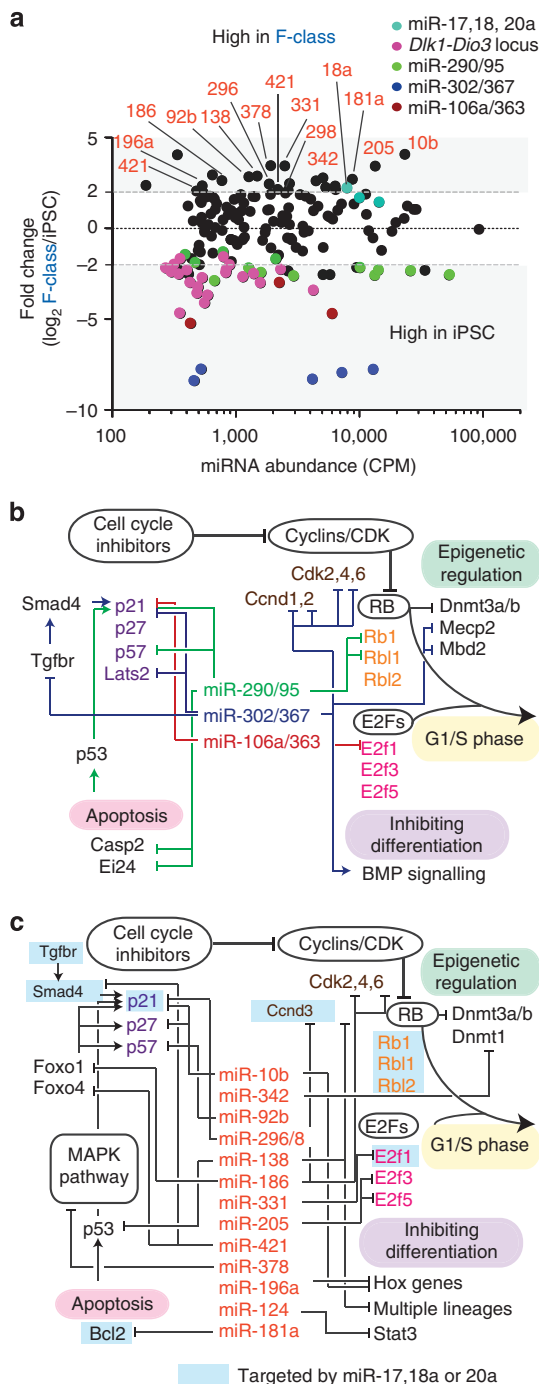 a
High in F-class
miR-17,18, 20a
Dlk1-Dio3 locus
miR-290/95
miR-302/367
miR-106a/363
421
18a
296
331
181a
378
138
92b
298
186
342
205
10b
196a
421
5
2
0
−2
−5
−10
Fold change
(log2 F-class/iPSC)
High in iPSC
100
1,000
10,000
100,000
miRNA abundance (CPM)
b
Cell cycle
inhibitors
Cyclins/CDK
Epigenetic
regulation
Cdk2,4,6
Ccnd1,2
Smad4
p21
RB
Dnmt3a/b
p27
Mecp2
Rb1
Mbd2
Tgfbr
p57
Rbl1
Lats2
Rbl2
miR-290/95
miR-302/367
E2Fs
miR-106a/363
G1/S phase
p53
E2f1
E2f3
E2f5
Apoptosis
Inhibiting
differentiation
Casp2
Ei24
BMP signalling
c
Cell cycle
inhibitors
Cyclins/CDK
Tgfbr
Epigenetic
regulation
Cdk2,4,6
Smad4
p21
Ccnd3
RB
Dnmt3a/b
p27
Dnmt1
Rb1
p57
Rbl1
Foxo1
miR-10b
Rbl2
Foxo4
miR-342
miR-92b
E2Fs
miR-296/8
G1/S phase
MAPK
pathway
miR-138
E2f1
miR-186
E2f3
miR-331
E2f5
miR-205
p53
miR-421
Inhibiting
differentiation
miR-378
miR-196a
Hox genes
Apoptosis
miR-124
Multiple lineages
Bcl2
miR-181a
Stat3
Targeted by miR-17,18a or 20a